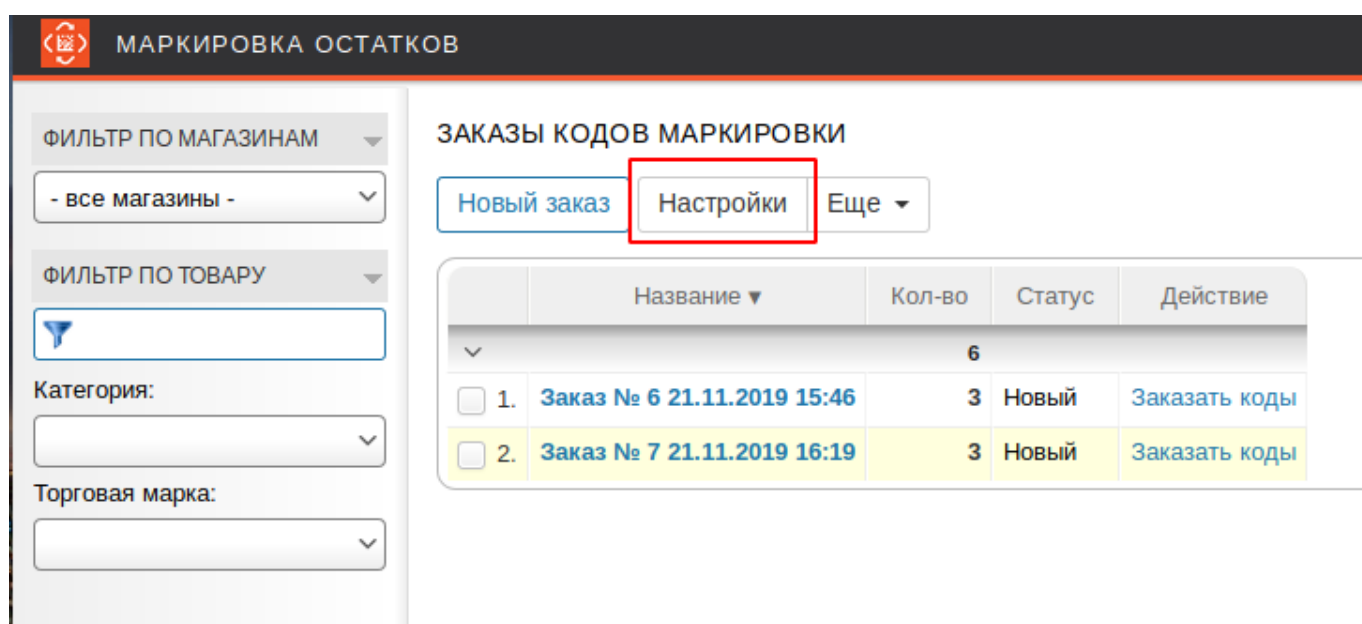 МАРКИРОВКА ОСТАТКОВ
ФИЛЬТР ПО МАГАЗИНАМ
- все магазины -
ФИЛЬТР ПО ТОВАРУ
Категория:
Торговая марка:
ЗАКАЗЫ КОДОВ МАРКИРОВКИ
Новый заказ Настройки Еще
Название Кол-во Статус Действие
6
1. Заказ № 6 21.11.2019 15:46 3 Новый Заказать коды
2. Заказ № 7 21.11.2019 16:19 3 Новый Заказать коды